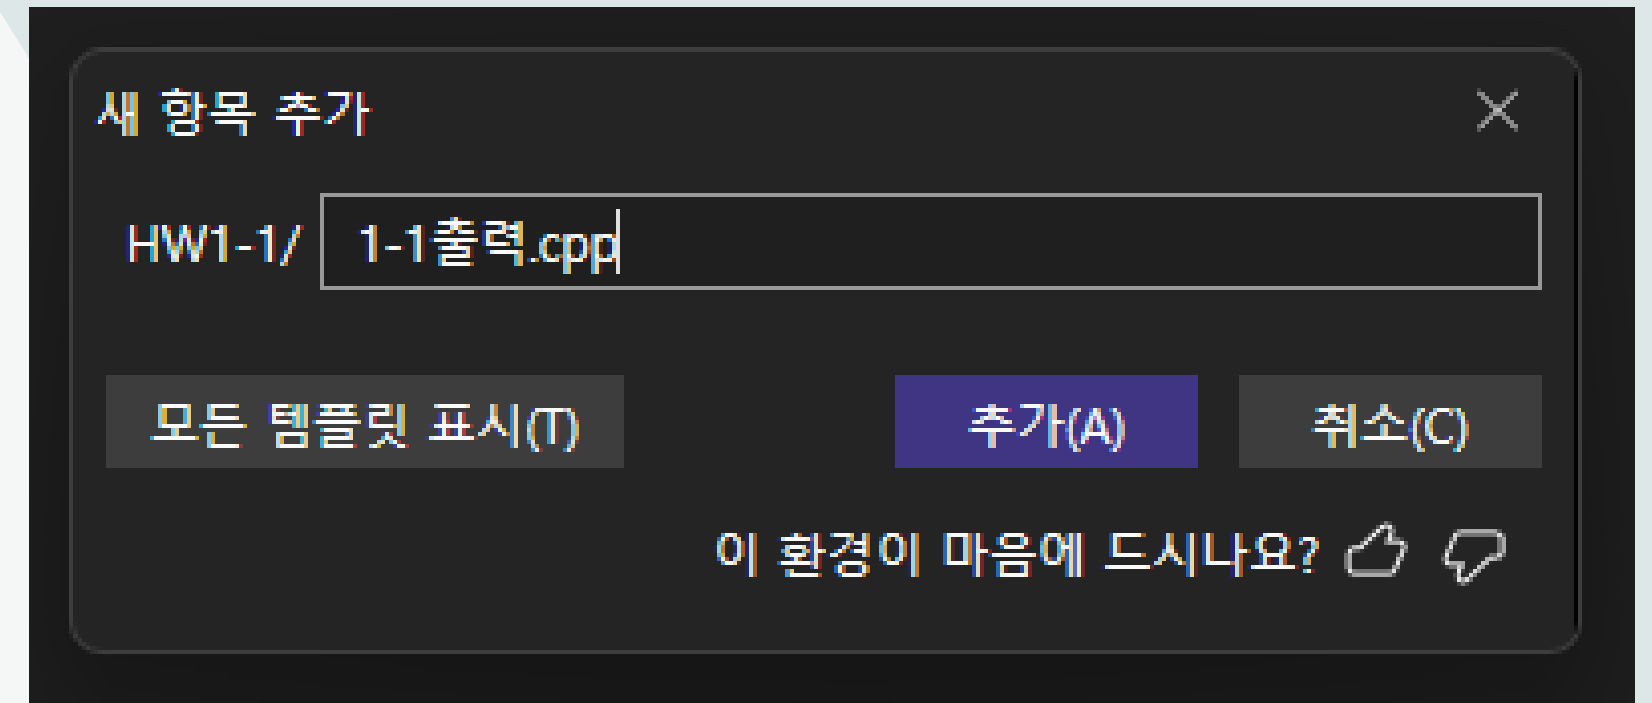 새 항목 추가
HW1-1/ 1-1출력.cpp
모든 템플릿 표시(T) 추가(A) 취소(C)
이 환경이 마음에 드시나요?